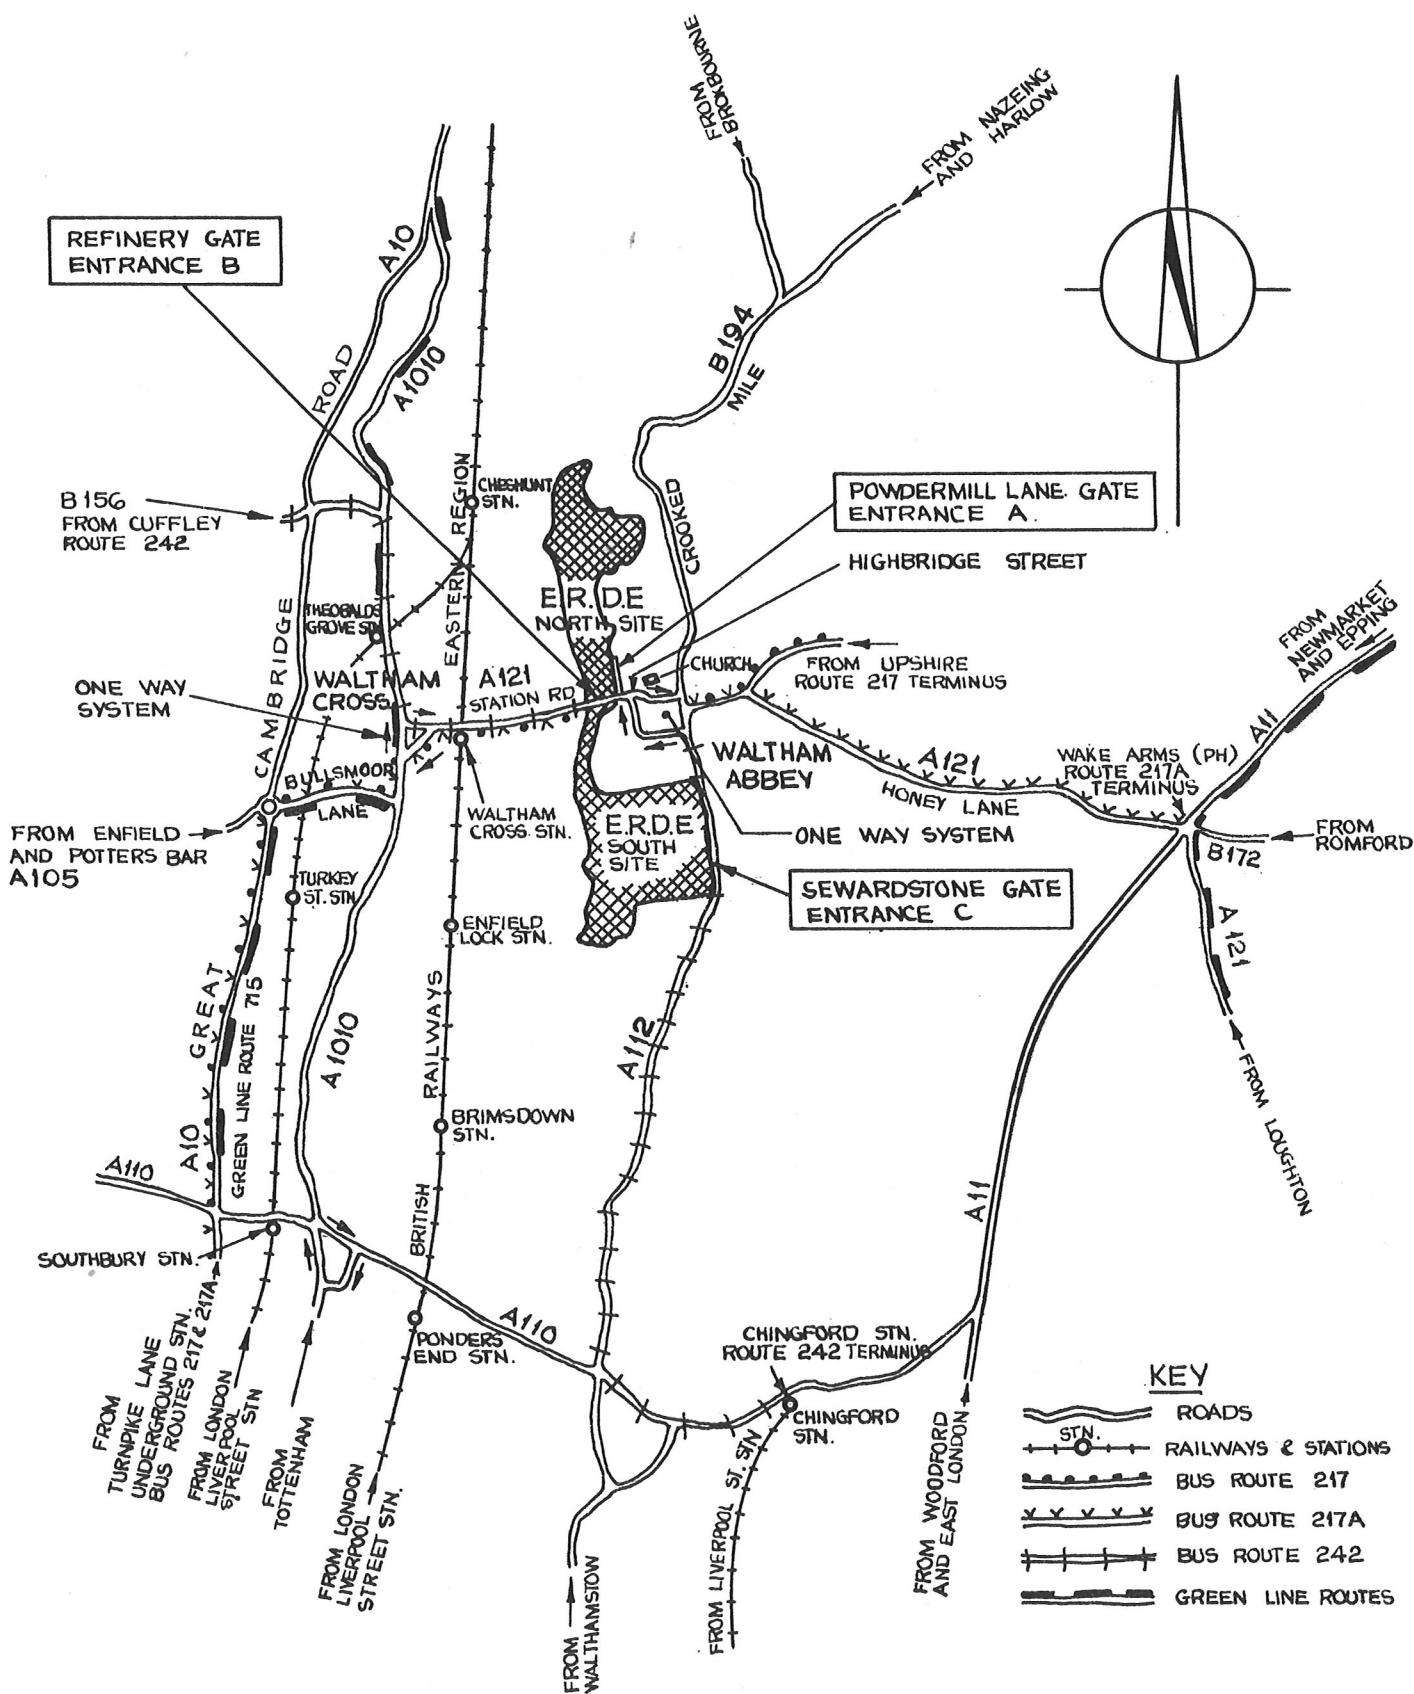 FROM
BROXBOURNE
FROM NAZEING
AND HARLOW
REFINERY GATE
ENTRANCE B
A10
A1010
ROAD
B194
MILE
CROOKED
B156
FROM CUFFLEY
ROUTE 242
REGION
CHESHUNT
STN.
POWDERMILL LANE GATE
ENTRANCE A.
HIGHBRIDGE STREET
E.R.D.E
NORTH SITE
THEOBALDS
GROVE STN
EASTERN
CAMBRIDGE
WALTHAM
CROSS
ONE WAY
SYSTEM
A121
STATION RD
CHURCH
FROM UPSHIRE
ROUTE 217 TERMINUS
FROM
NEWMARKET
AND EPPING
A11
WALTHAM
ABBEY
A121
HONEY LANE
WAKE ARMS (PH)
ROUTE 217A
TERMINUS
BULLSMOOR
LANE
WALTHAM
CROSS STN.
FROM ENFIELD
AND POTTERS BAR
A105
E.R.D.E
SOUTH
SITE
ONE WAY SYSTEM
FROM
ROMFORD
B172
TURKEY
ST. STN
SEWARDSTONE GATE
ENTRANCE C
ENFIELD
LOCK STN.
A121
GREAT
GREEN LINE ROUTE 715
RAILWAYS
A1010
A112
FROM LOUGHTON
BRIMSDOWN
STN.
A10
A110
BRITISH
A11
SOUTHBURY STN.
A110
PONDERS
END STN.
CHINGFORD STN.
ROUTE 242 TERMINUS
CHINGFORD
STN.
FROM
TURNPIKE LANE
UNDERGROUND STN.
BUS ROUTES 217 & 217A
FROM LONDON
LIVERPOOL
STREET STN
FROM
TOTTENHAM
FROM LONDON
LIVERPOOL
STREET STN.
FROM
WALTHAMSTOW
FROM LIVERPOOL ST. STN
FROM WOODFORD
AND EAST LONDON
KEY
ROADS
STN.
RAILWAYS & STATIONS
BUS ROUTE 217
BUS ROUTE 217A
BUS ROUTE 242
GREEN LINE ROUTES